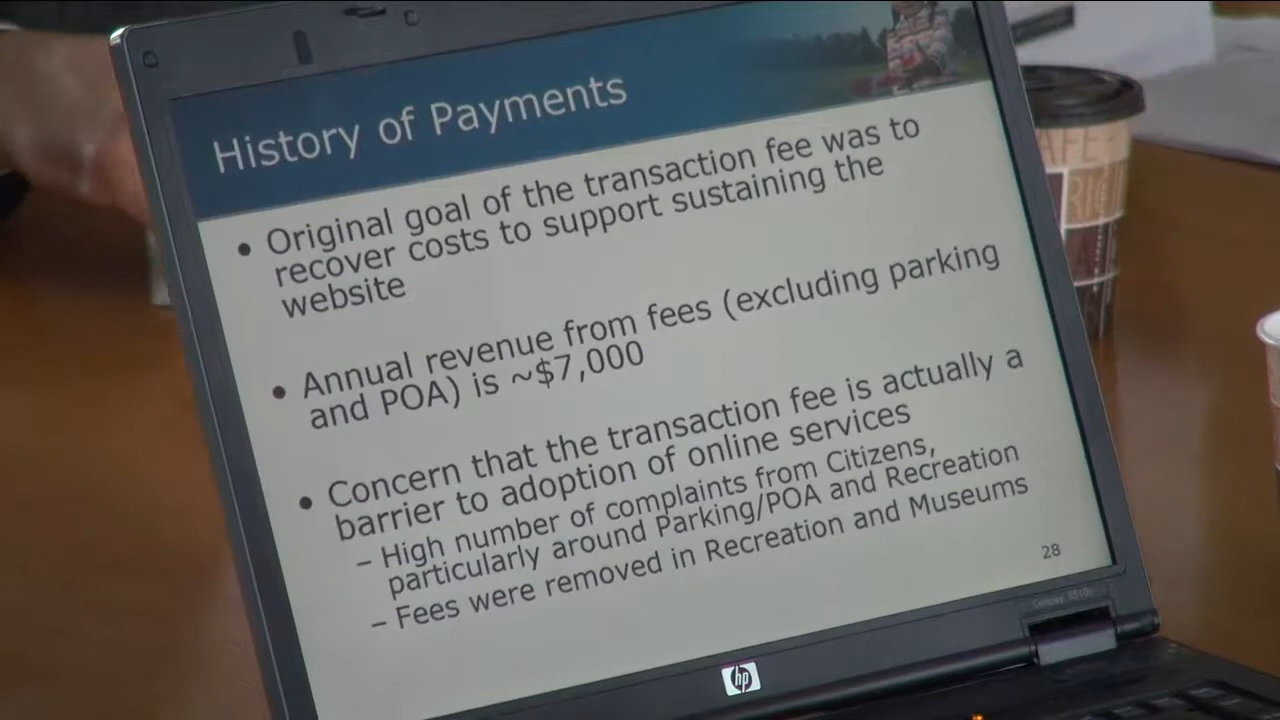 History of Payments
• Original goal of the transaction fee was to
recover costs to support sustaining the
website
• Annual revenue from fees (excluding parking
and POA) is ~$7,000
• Concern that the transaction fee is actually a
barrier to adoption of online services
– High number of complaints from Citizens,
particularly around Parking/POA and Recreation
– Fees were removed in Recreation and Museums
28
hp